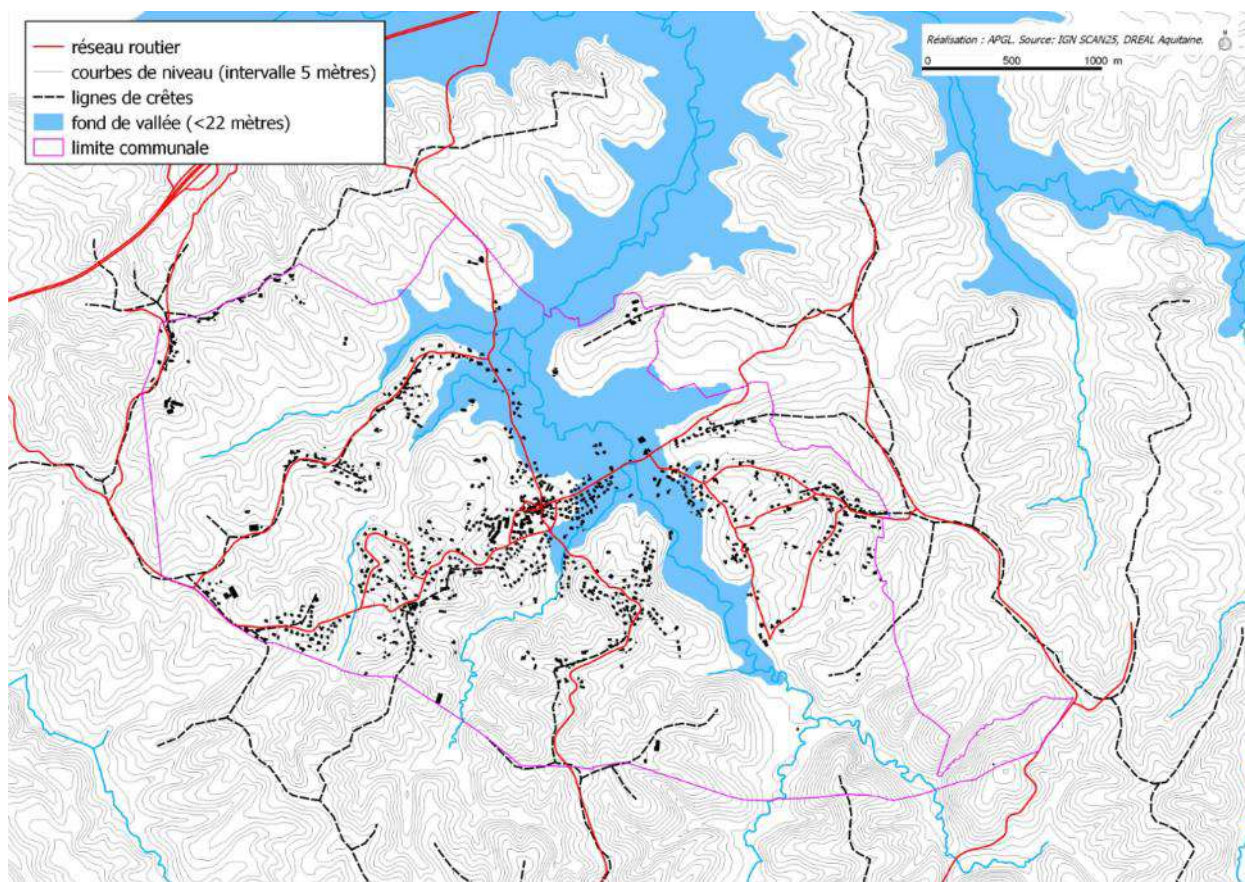 réseau routier
courbes de niveau (intervalle 5 mètres)
lignes de crêtes
fond de vallée (<22 mètres)
limite communale
Réalisation : APGL. Source: IGN SCAN25, DREAL Aquitaine.
N
0 500 1000 m